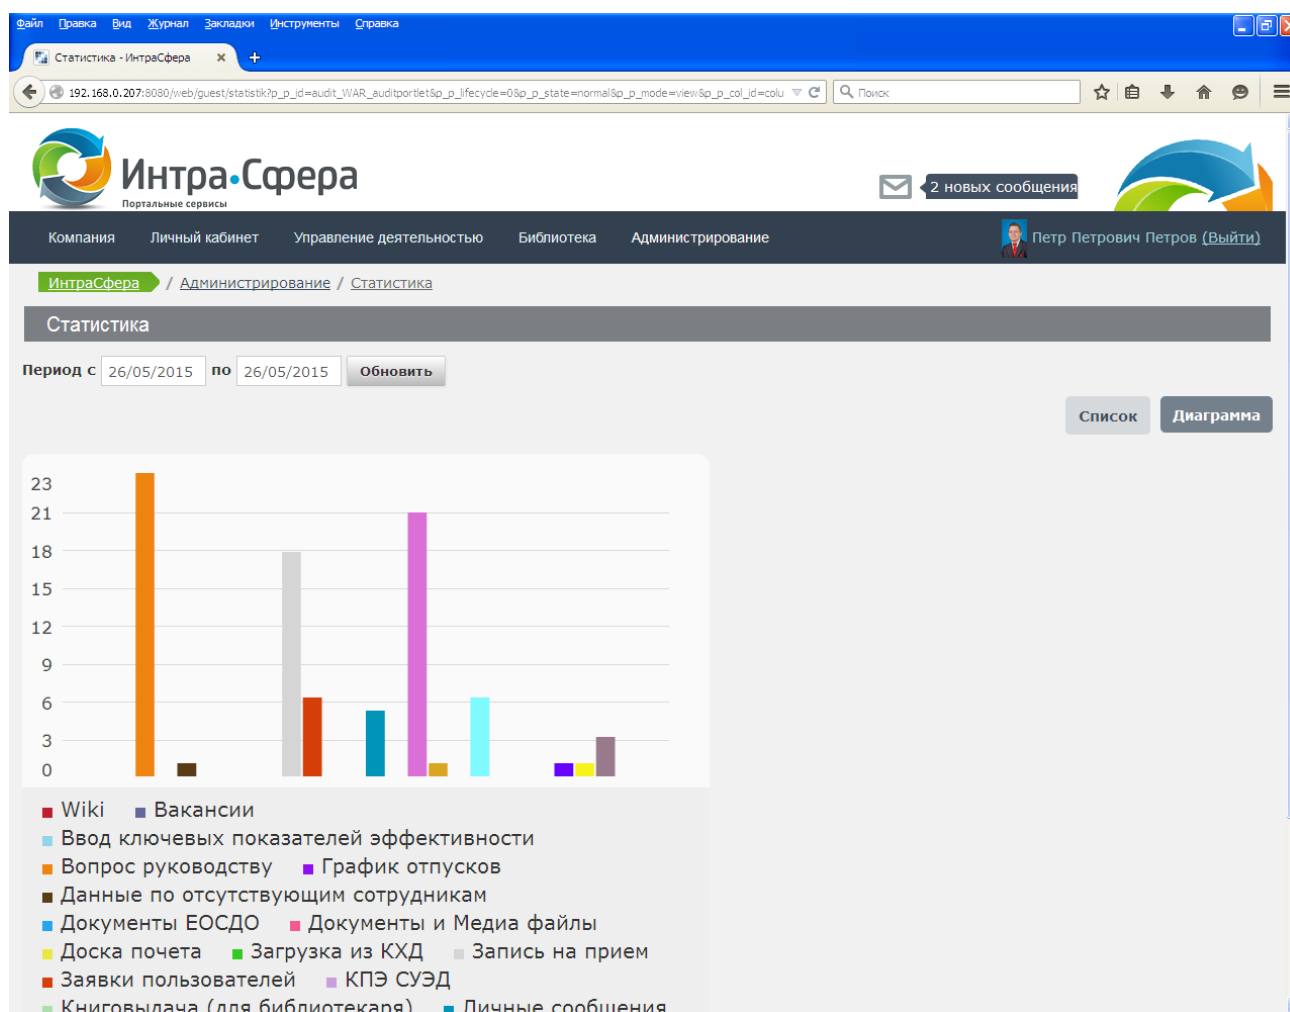 Файл Правка Вид Журнал Закладки Инструменты Справка
Статистика - ИнтраСфера
192.168.0.207:8080/web/guest/statistik?p_p_id=audit_WAR_auditportlet&p_p_lifecycle=0&p_p_state=normal&p_p_mode=view&p_p_col_id=colu Поиск
Интра•Сфера
Портальные сервисы
2 новых сообщения
Компания Личный кабинет Управление деятельностью Библиотека Администрирование Петр Петрович Петров (Выйти)
ИнтраСфера / Администрирование / Статистика
Статистика
Период с 26/05/2015 по 26/05/2015 Обновить
Список Диаграмма
23
21
18
15
12
9
6
3
0
Wiki Вакансии
Ввод ключевых показателей эффективности
Вопрос руководству График отпусков
Данные по отсутствующим сотрудникам
Документы ЕОСДО Документы и Медиа файлы
Доска почета Загрузка из КХД Запись на прием
Заявки пользователей КПЭ СУЭД
Книговыдача (для библиотекаря) Личные сообщения